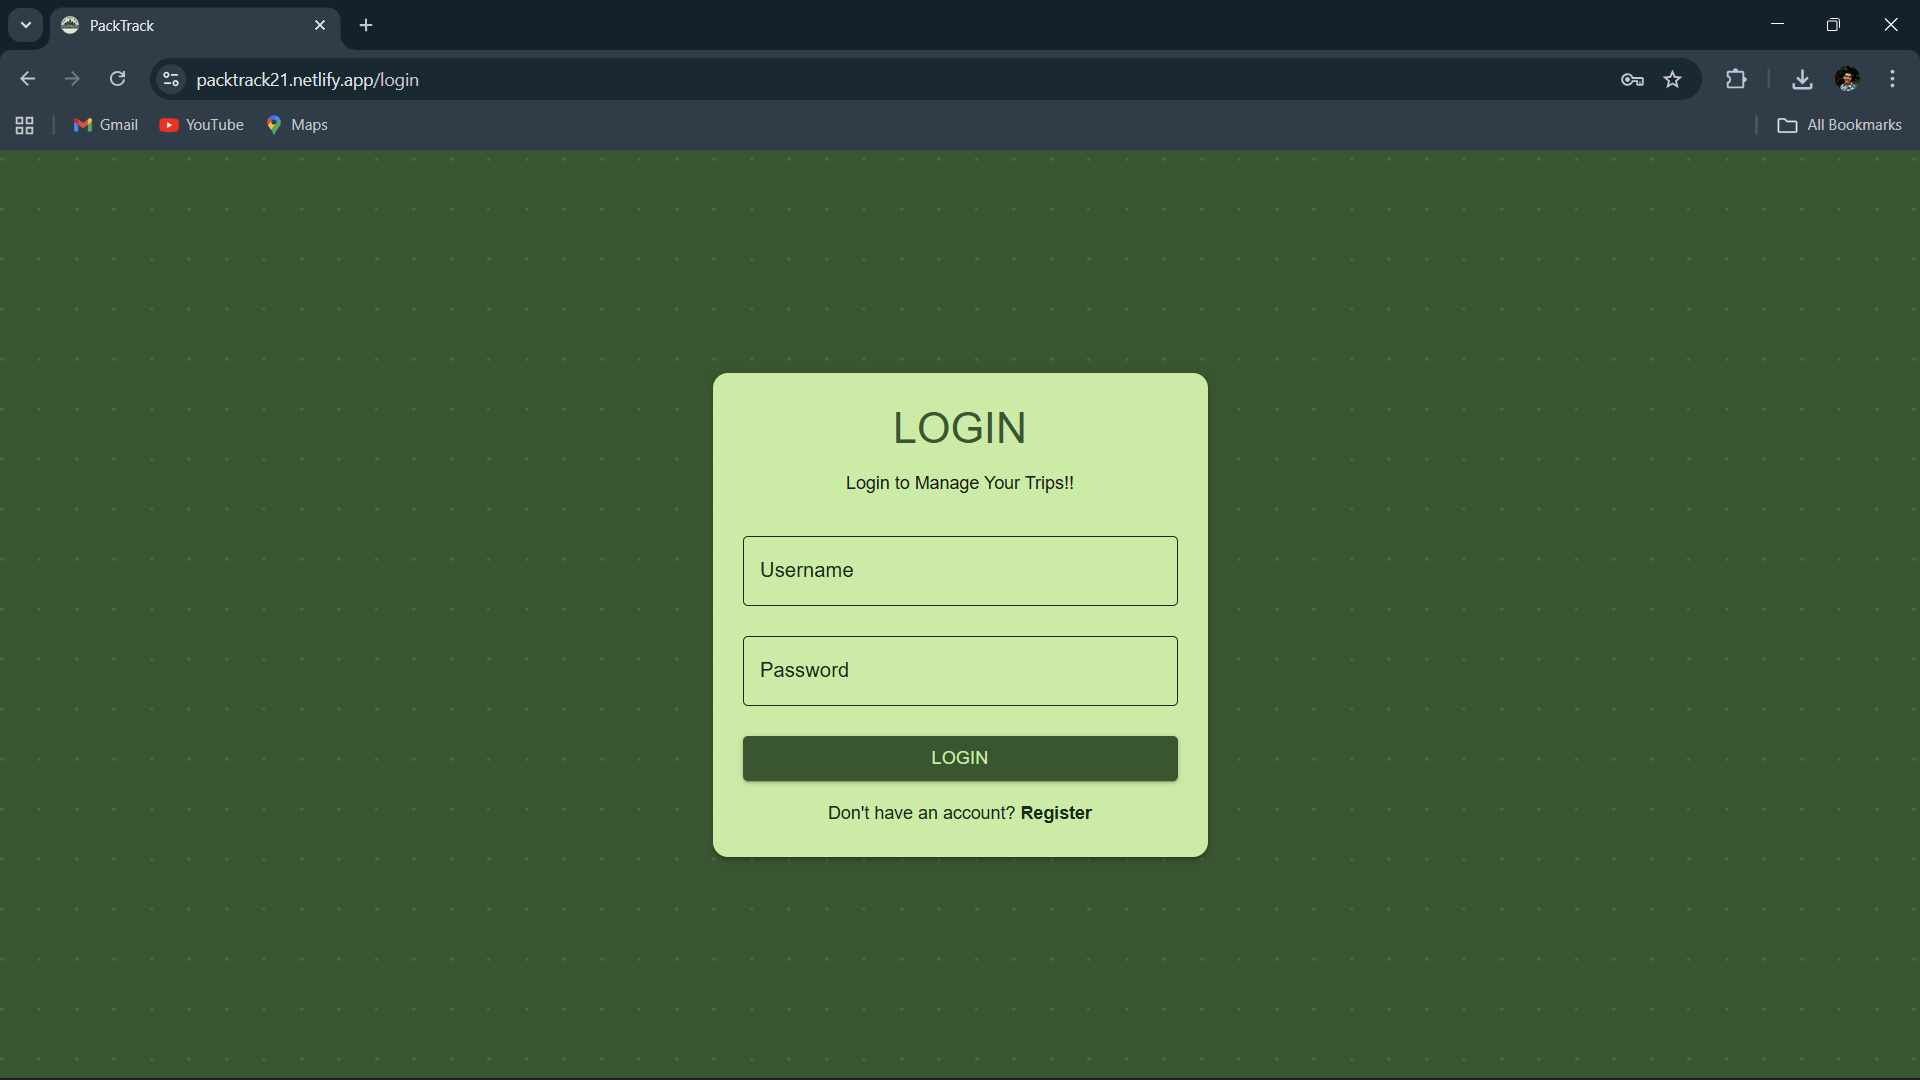 PackTrack
packtrack21.netlify.app/login
Gmail YouTube Maps All Bookmarks
LOGIN
Login to Manage Your Trips!!
Username
Password
LOGIN
Don't have an account? Register